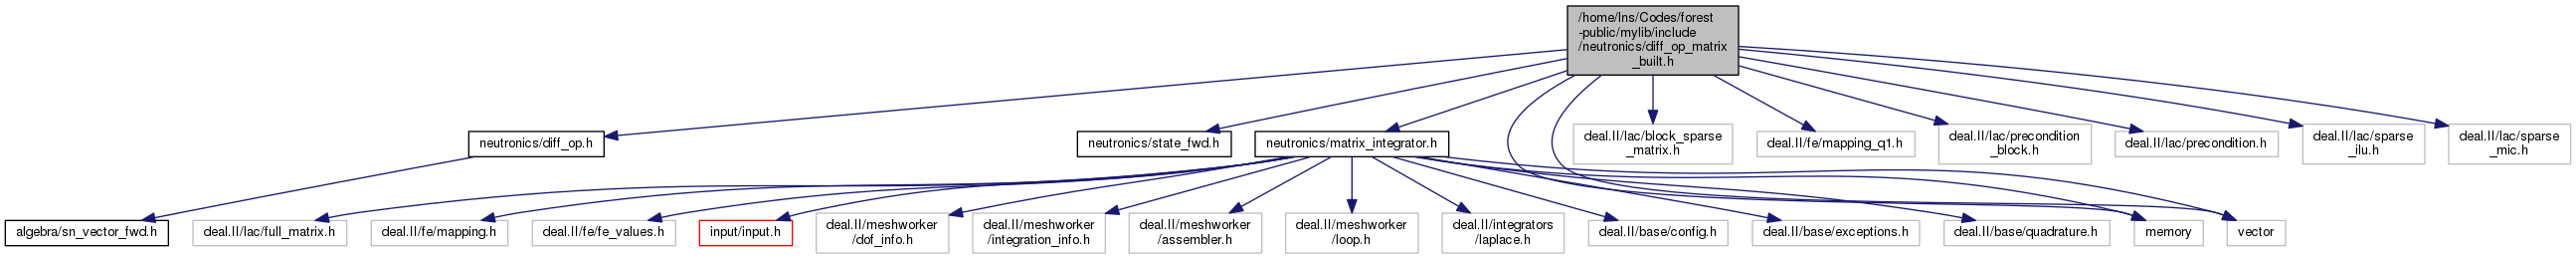 /home/lns/Codes/forest
-public/mylib/include
/neutronics/diff_op_matrix
_built.h
neutronics/diff_op.h
neutronics/state_fwd.h
neutronics/matrix_integrator.h
deal.II/lac/block_sparse
_matrix.h
deal.II/fe/mapping_q1.h
deal.II/lac/precondition
_block.h
deal.II/lac/precondition.h
deal.II/lac/sparse
_ilu.h
deal.II/lac/sparse
_mic.h
algebra/sn_vector_fwd.h
deal.II/lac/full_matrix.h
deal.II/fe/mapping.h
deal.II/fe/fe_values.h
input/input.h
deal.II/meshworker
/dof_info.h
deal.II/meshworker
/integration_info.h
deal.II/meshworker
/assembler.h
deal.II/meshworker
/loop.h
deal.II/integrators
/laplace.h
deal.II/base/config.h
deal.II/base/exceptions.h
deal.II/base/quadrature.h
memory
vector